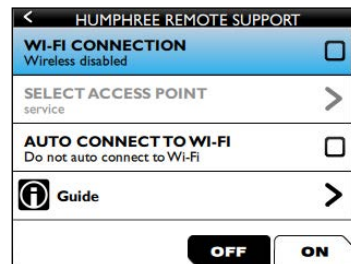 HUMPHREE REMOTE SUPPORT
WI-FI CONNECTION
Wireless disabled
SELECT ACCESS POINT
service
AUTO CONNECT TO WI-FI
Do not auto connect to Wi-Fi
Guide
OFF ON